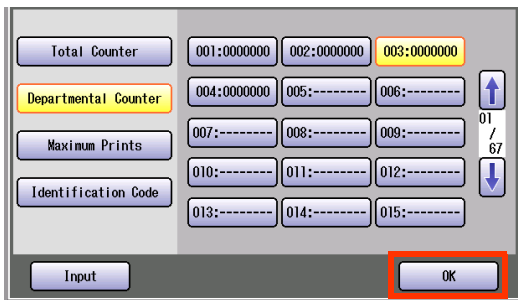 Total Counter
Departmental Counter
Maximum Prints
Identification Code
001:0000000 002:0000000 003:0000000
004:0000000 005:------- 006:-------
007:------- 008:------- 009:-------
010:------- 011:------- 012:-------
013:------- 014:------- 015:-------
01
/
67
Input
OK